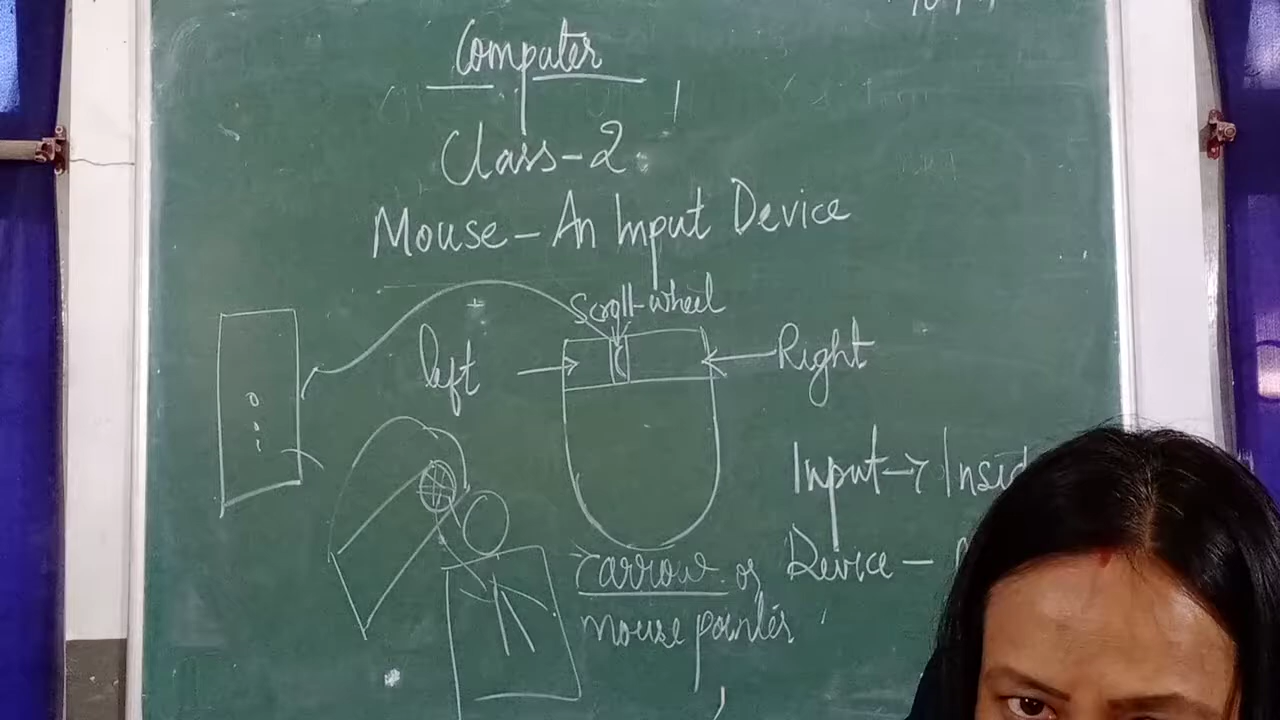 Computer
Class-2
Mouse - An Input Device
Scroll-wheel
left
Right
Input → Insid
Device -
arrow or
mouse pointer